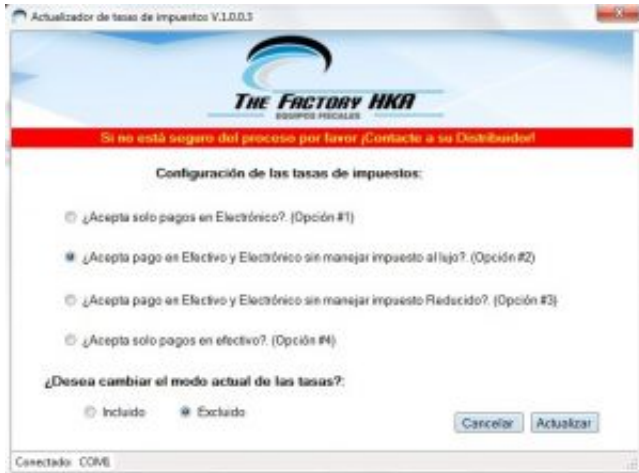 Actualizador de tasas de impuestos V.1.0.0.3
THE FACTORY HKA
EQUIPOS FISCALES
Si no está seguro del proceso por favor ¡Contacte a su Distribuidor!
Configuración de las tasas de impuestos:
¿Acepta solo pagos en Electrónico?. (Opción #1)
¿Acepta pago en Efectivo y Electrónico sin manejar impuesto al lujo?. (Opción #2)
¿Acepta pago en Efectivo y Electrónico sin manejar impuesto Reducido?. (Opción #3)
¿Acepta solo pagos en efectivo?. (Opción #4)
¿Desea cambiar el modo actual de las tasas?:
Incluido Excluido
Cancelar Actualizar
Conectado: